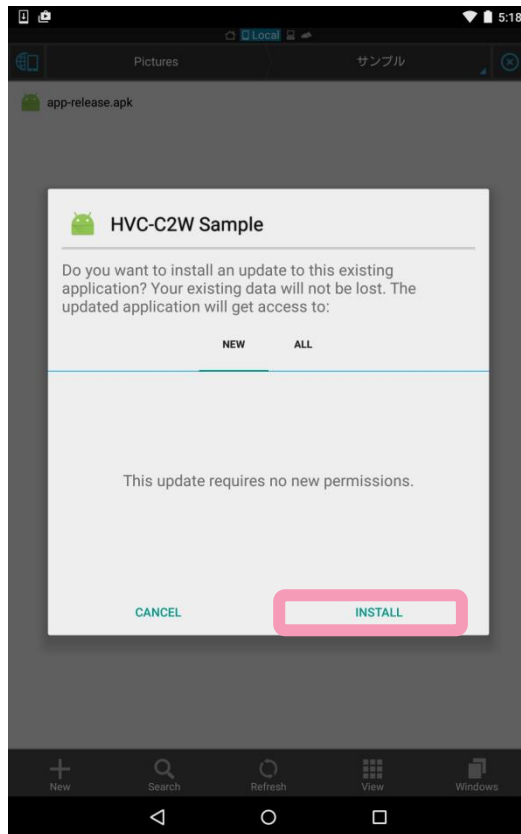 5:18
Local
Pictures
サンプル
app-release.apk
HVC-C2W Sample
Do you want to install an update to this existing
application? Your existing data will not be lost. The
updated application will get access to:
NEW ALL
This update requires no new permissions.
CANCEL INSTALL
New Search Refresh View Windows